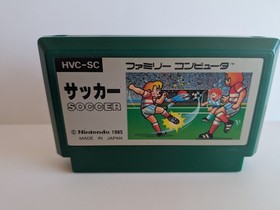 HVC-SC
ファミリー コンピュータ
サッカー
SOCCER
© Nintendo 1985
MADE IN JAPAN